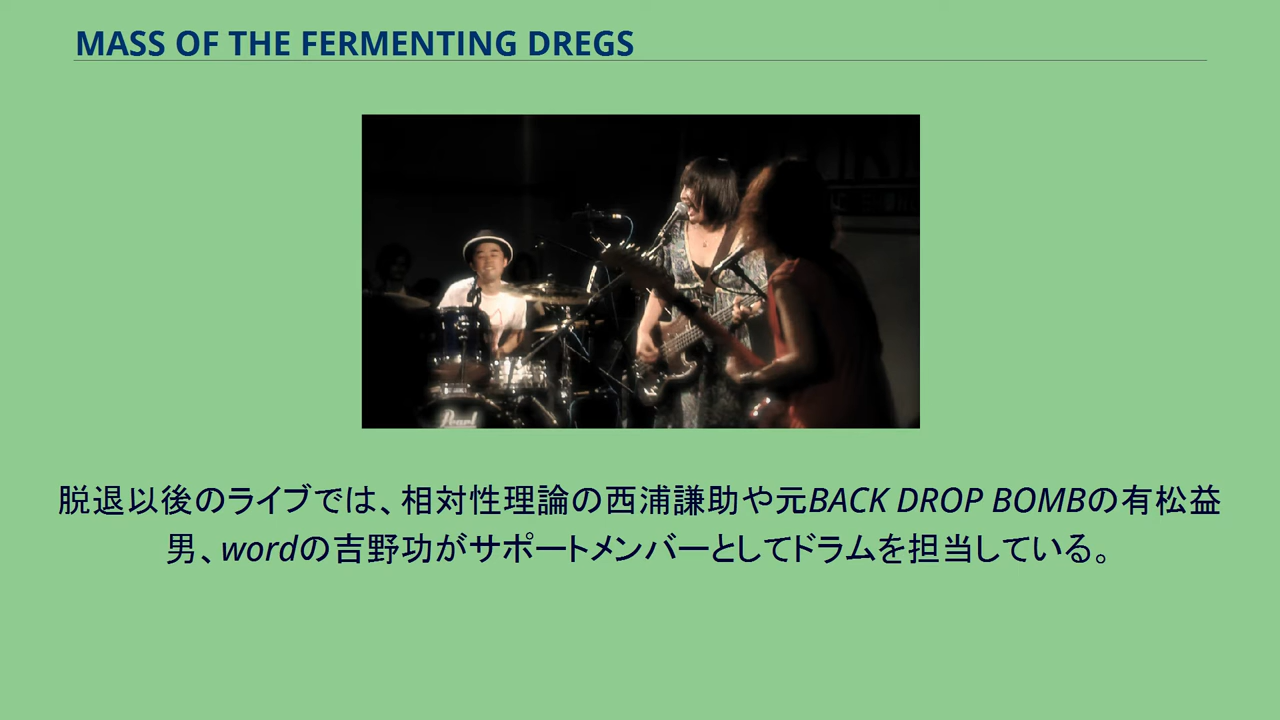 MASS OF THE FERMENTING DREGS
Pearl
脱退以後のライブでは、相対性理論の西浦謙助や元BACK DROP BOMBの有松益
男、wordの吉野功がサポートメンバーとしてドラムを担当している。